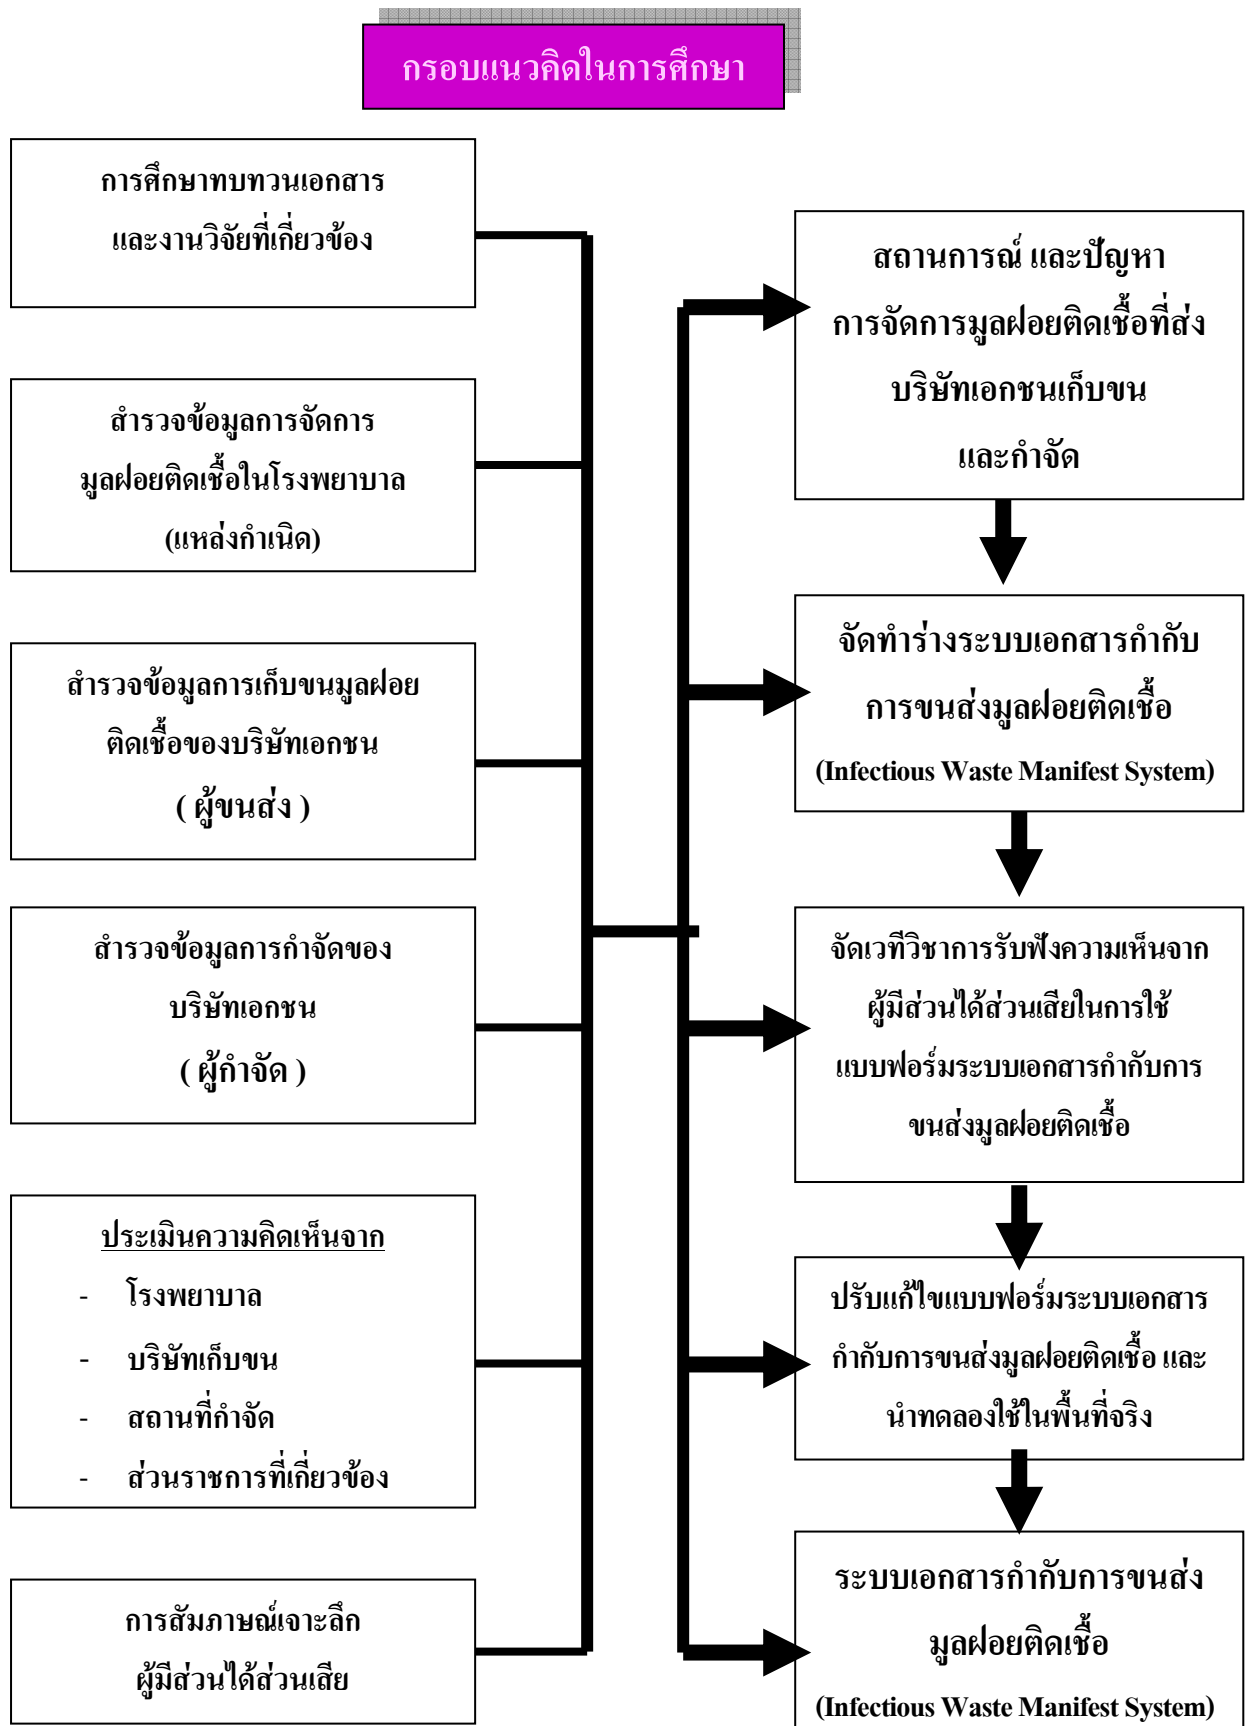 กรอบแนวคิดในการศึกษา
การศึกษาทบทวนเอกสาร
และงานวิจัยที่เกี่ยวข้อง
สำรวจข้อมูลการจัดการ
มูลฝอยติดเชื้อในโรงพยาบาล
(แหล่งกำเนิด)
สำรวจข้อมูลการเก็บขนมูลฝอย
ติดเชื้อของบริษัทเอกชน
( ผู้ขนส่ง )
สำรวจข้อมูลการกำจัดของ
บริษัทเอกชน
( ผู้กำจัด )
ประเมินความคิดเห็นจาก
- โรงพยาบาล
- บริษัทเก็บขน
- สถานที่กำจัด
- ส่วนราชการที่เกี่ยวข้อง
การสัมภาษณ์เจาะลึก
ผู้มีส่วนได้ส่วนเสีย
สถานการณ์ และปัญหา
การจัดการมูลฝอยติดเชื้อที่ส่ง
บริษัทเอกชนเก็บขน
และกำจัด
จัดทำร่างระบบเอกสารกำกับ
การขนส่งมูลฝอยติดเชื้อ
(Infectious Waste Manifest System)
จัดเวทีวิชาการรับฟังความเห็นจาก
ผู้มีส่วนได้ส่วนเสียในการใช้
แบบฟอร์มระบบเอกสารกำกับการ
ขนส่งมูลฝอยติดเชื้อ
ปรับแก้ไขแบบฟอร์มระบบเอกสาร
กำกับการขนส่งมูลฝอยติดเชื้อ และ
นำทดลองใช้ในพื้นที่จริง
ระบบเอกสารกำกับการขนส่ง
มูลฝอยติดเชื้อ
(Infectious Waste Manifest System)